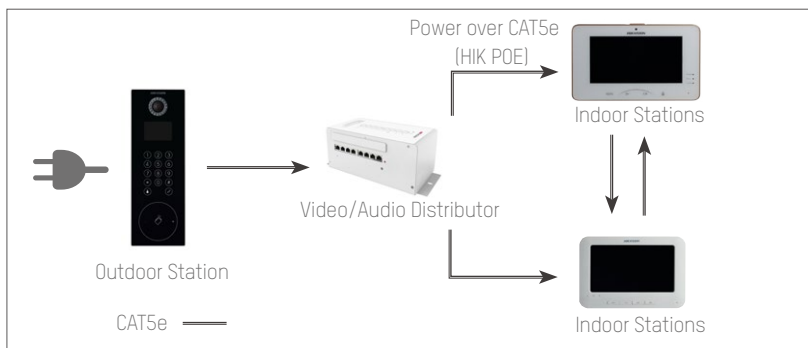 Power over CAT5e
(HIK POE)
Indoor Stations
Video/Audio Distributor
Outdoor Station
Indoor Stations
CAT5e